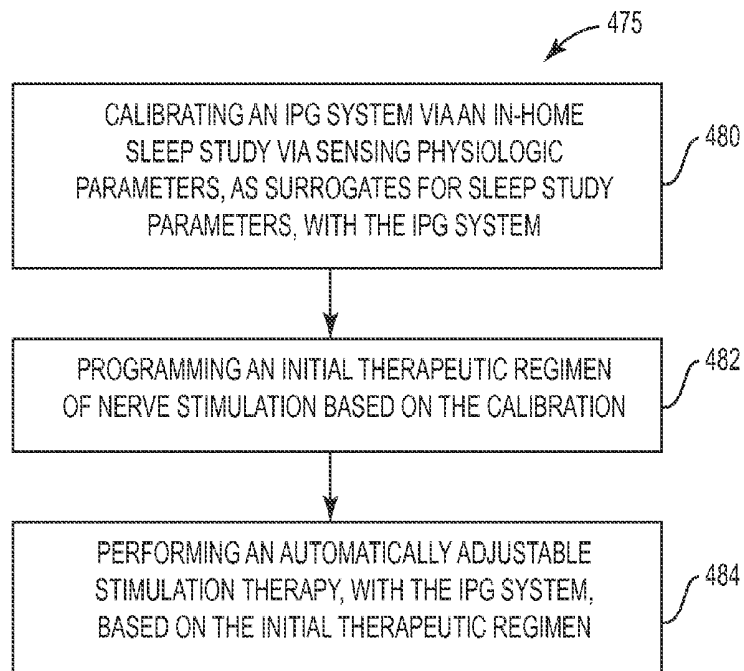 475
CALIBRATING AN IPG SYSTEM VIA AN IN-HOME
SLEEP STUDY VIA SENSING PHYSIOLOGIC
PARAMETERS, AS SURROGATES FOR SLEEP STUDY
PARAMETERS, WITH THE IPG SYSTEM
480
PROGRAMMING AN INITIAL THERAPEUTIC REGIMEN
OF NERVE STIMULATION BASED ON THE CALIBRATION
482
PERFORMING AN AUTOMATICALLY ADJUSTABLE
STIMULATION THERAPY, WITH THE IPG SYSTEM,
BASED ON THE INITIAL THERAPEUTIC REGIMEN
484